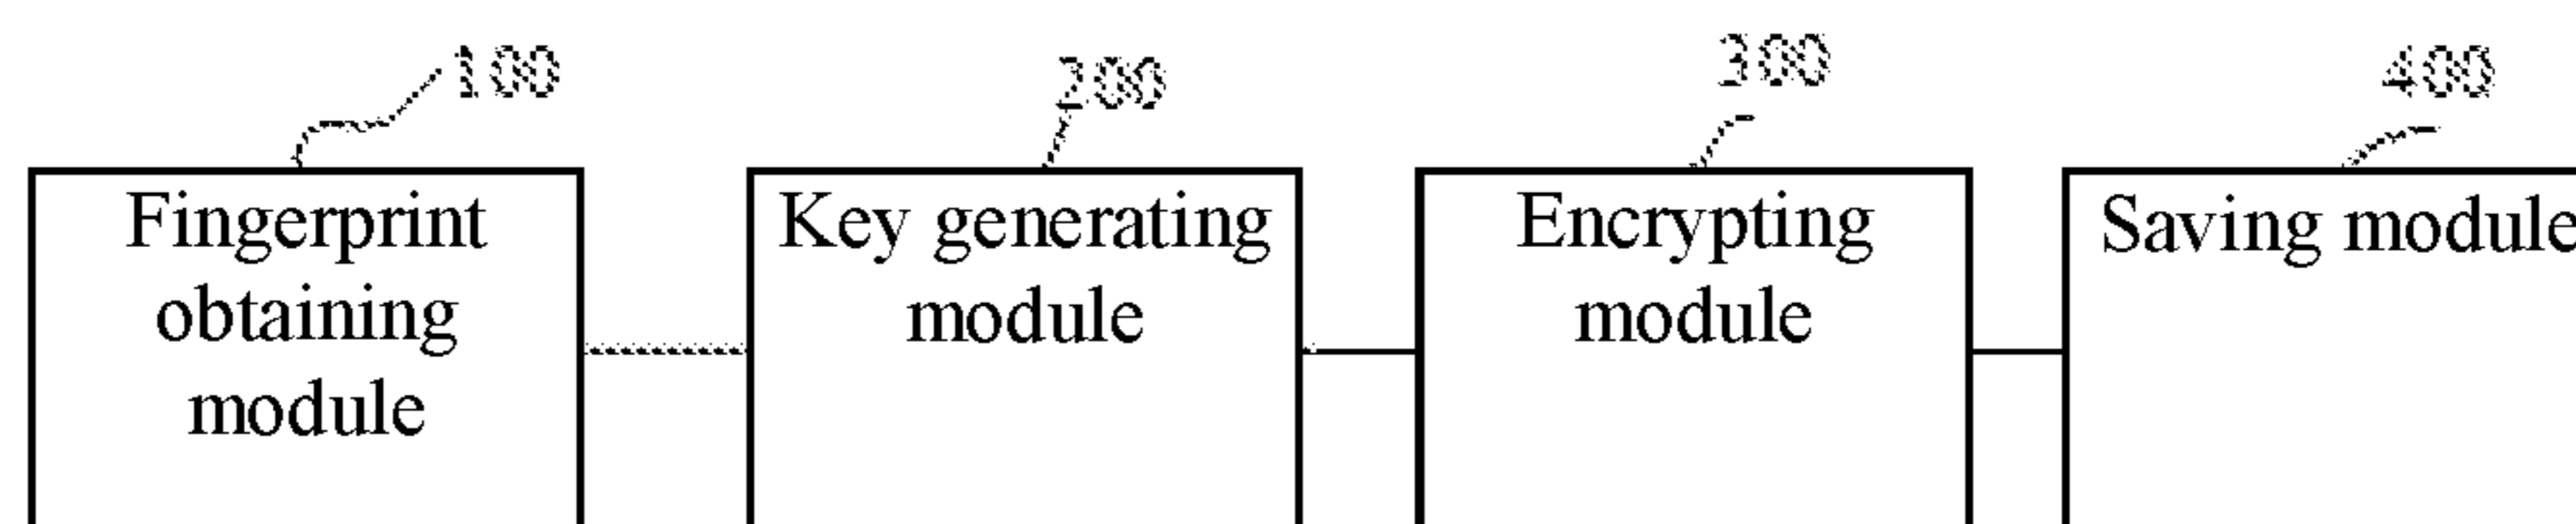 100 200 300 400
Fingerprint
obtaining
module
Key generating
module
Encrypting
module
Saving module